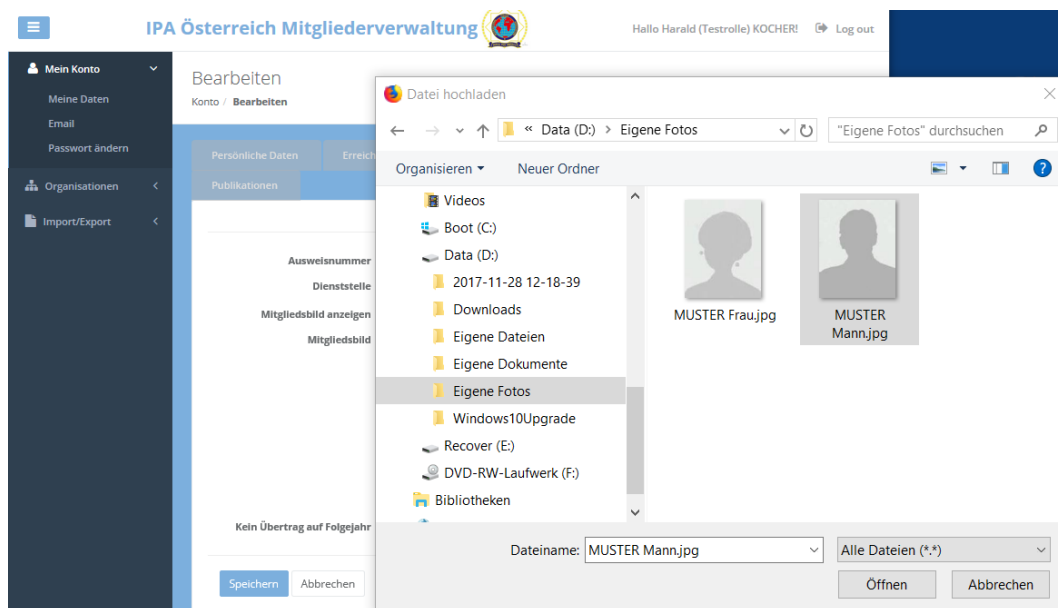 IPA Österreich Mitgliederverwaltung
Hallo Harald (Testrolle) KOCHER!
Log out
Mein Konto
Meine Daten
Email
Passwort ändern
Organisationen
Import/Export
Bearbeiten
Konto / Bearbeiten
Persönliche Daten
Erreich
Publikationen
Ausweisnummer
Dienststelle
Mitgliedsbild anzeigen
Mitgliedsbild
Kein Übertrag auf Folgejahr
Speichern
Abbrechen
Datei hochladen
« Data (D:) > Eigene Fotos
"Eigene Fotos" durchsuchen
Organisieren
Neuer Ordner
Videos
Boot (C:)
Data (D:)
2017-11-28 12-18-39
Downloads
Eigene Dateien
Eigene Dokumente
Eigene Fotos
Windows10Upgrade
Recover (E:)
DVD-RW-Laufwerk (F:)
Bibliotheken
MUSTER Frau.jpg
MUSTER
Mann.jpg
Dateiname: MUSTER Mann.jpg
Alle Dateien (*.*)
Öffnen
Abbrechen